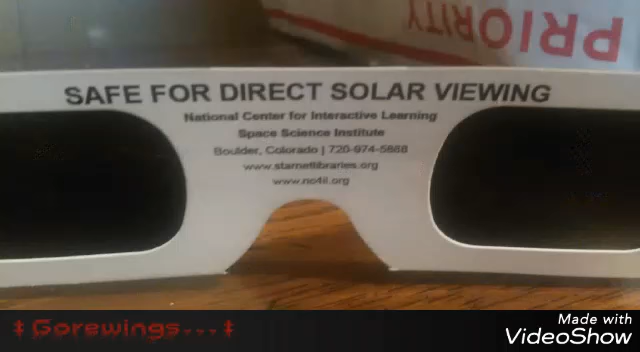 PRIORITY
SAFE FOR DIRECT SOLAR VIEWING
National Center for Interactive Learning
Space Science Institute
Boulder, Colorado | 720-974-5888
www.starnetlibraries.org
www.nc4il.org
‡Gorewings...‡
Made with
VideoShow